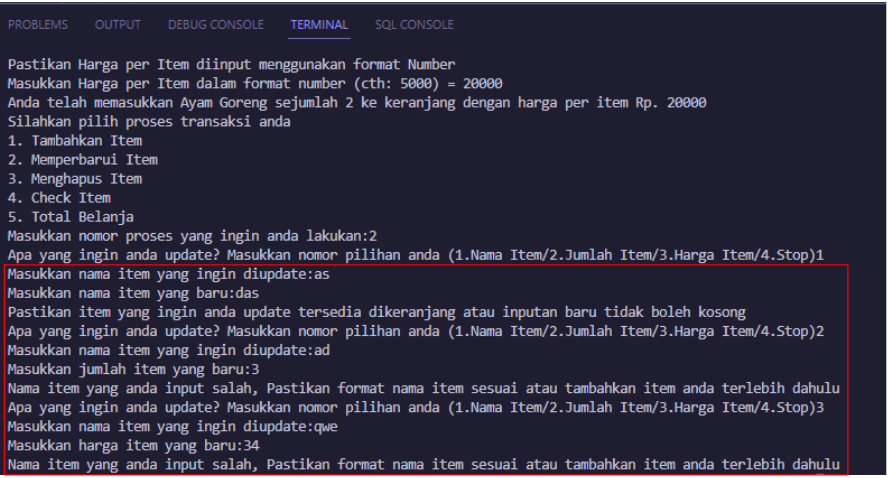 PROBLEMS OUTPUT DEBUG CONSOLE TERMINAL SQL CONSOLE
Pastikan Harga per Item diinput menggunakan format Number
Masukkan Harga per Item dalam format number (cth: 5000) = 20000
Anda telah memasukkan Ayam Goreng sejumlah 2 ke keranjang dengan harga per item Rp. 20000
Silahkan pilih proses transaksi anda
1. Tambahkan Item
2. Memperbarui Item
3. Menghapus Item
4. Check Item
5. Total Belanja
Masukkan nomor proses yang ingin anda lakukan:2
Apa yang ingin anda update? Masukkan nomor pilihan anda (1.Nama Item/2.Jumlah Item/3.Harga Item/4.Stop)1
Masukkan nama item yang ingin diupdate:as
Masukkan nama item yang baru:das
Pastikan item yang ingin anda update tersedia dikeranjang atau inputan baru tidak boleh kosong
Apa yang ingin anda update? Masukkan nomor pilihan anda (1.Nama Item/2.Jumlah Item/3.Harga Item/4.Stop)2
Masukkan nama item yang ingin diupdate:ad
Masukkan jumlah item yang baru:3
Nama item yang anda input salah, Pastikan format nama item sesuai atau tambahkan item anda terlebih dahulu
Apa yang ingin anda update? Masukkan nomor pilihan anda (1.Nama Item/2.Jumlah Item/3.Harga Item/4.Stop)3
Masukkan nama item yang ingin diupdate:qwe
Masukkan harga item yang baru:34
Nama item yang anda input salah, Pastikan format nama item sesuai atau tambahkan item anda terlebih dahulu